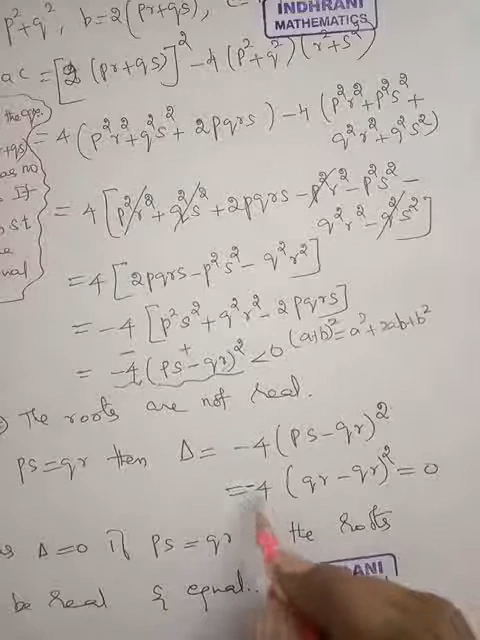 INDHRANI
MATHEMATICS
p²+q², b=2(pr+qs), c=
ac = [2(pr+qs)]² - 4(p²+q²)(r²+s²)
= 4(p²r²+q²s²+2pqrs) - 4(p²r²+p²s²+
q²r²+q²s²)
= 4[p²r²+q²s²+2pqrs-p²r²-p²s²-
q²r²-q²s²]
= 4[2pqrs-p²s²-q²r²]
= -4[p²s²+q²r²-2pqrs]
= -4(ps-qr)² <0 (a+b)²=a²+2ab+b²
The roots are not real.
ps=qr then Δ= -4(ps-qr)²
= -4(qr-qr)²=0
as Δ=0 if ps=qr the roots
be real & equal..